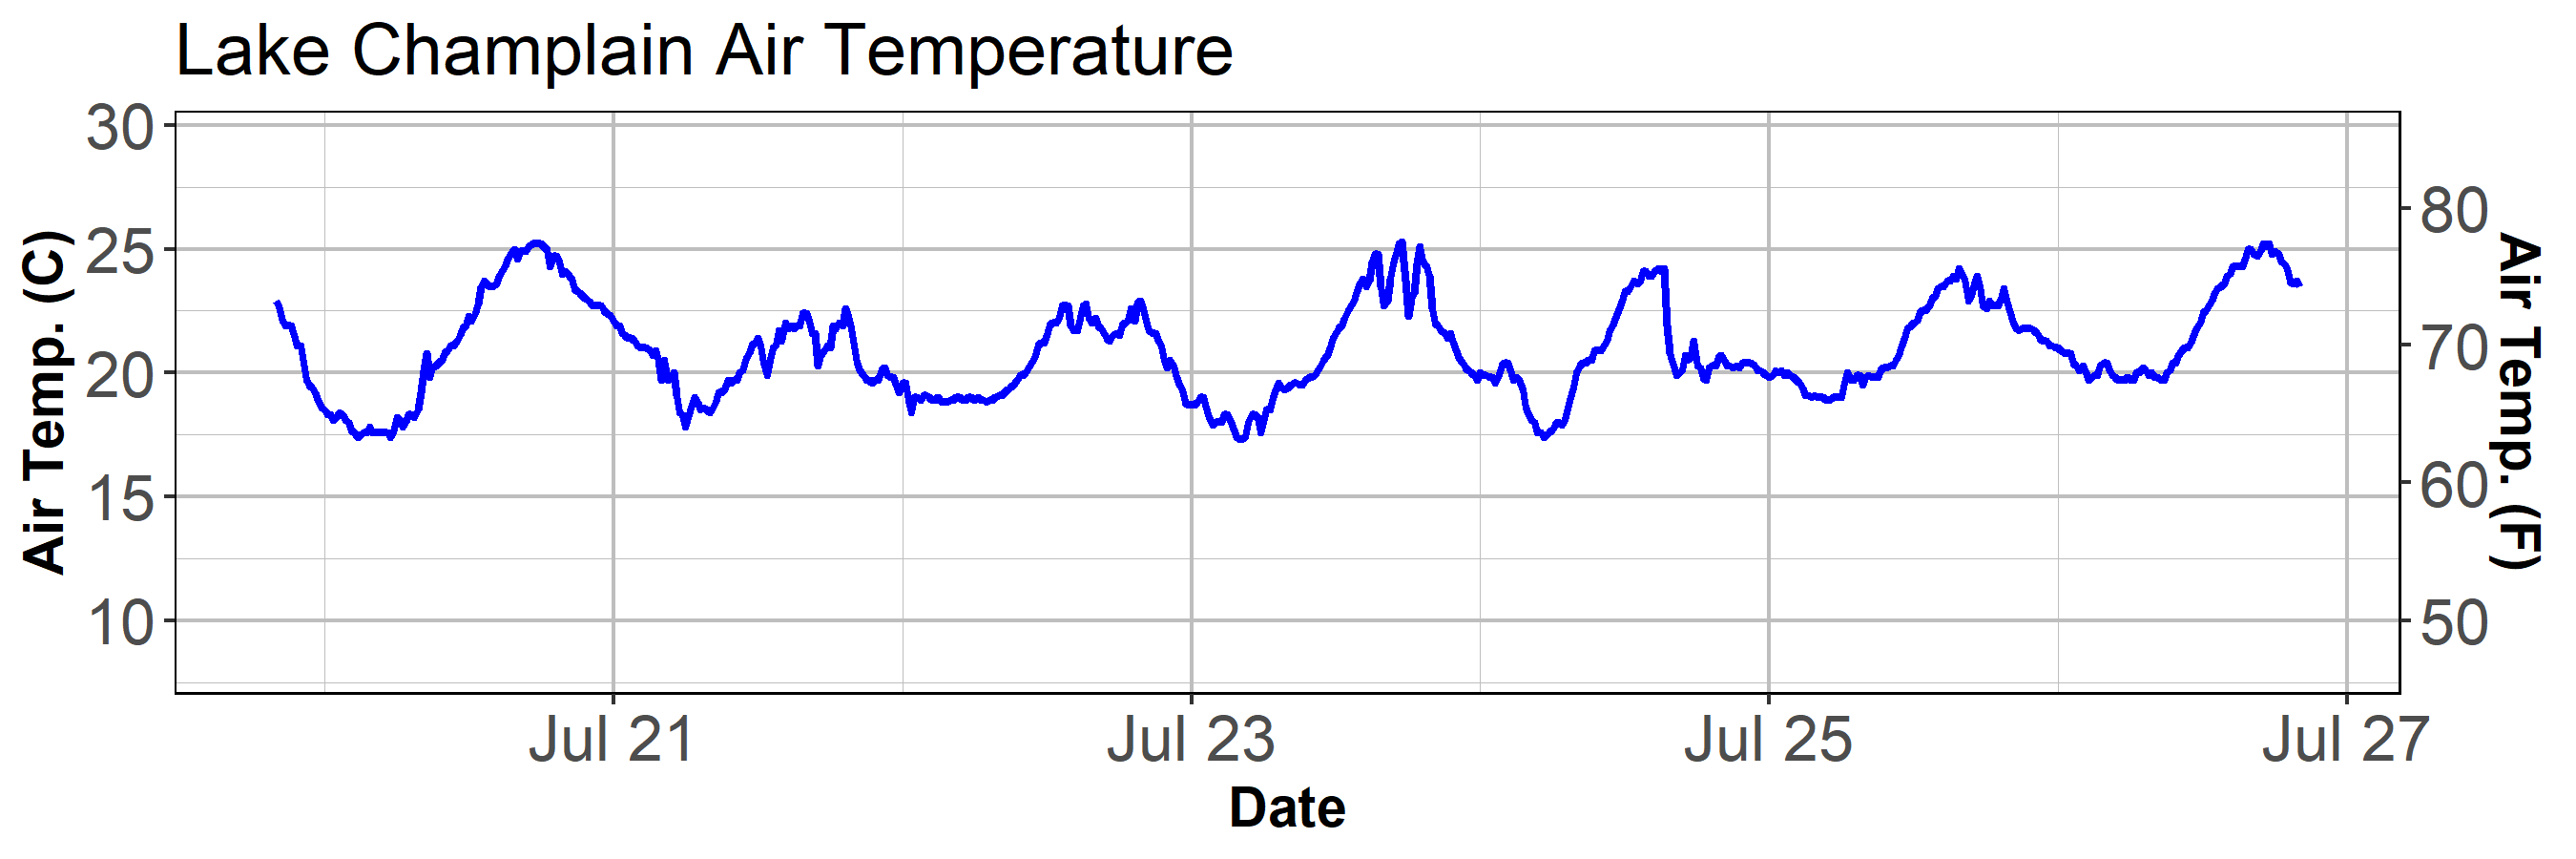 Lake Champlain Air Temperature
30
25
20
15
10
Air Temp. (C)
80
70
60
50
Air Temp. (F)
Jul 21 Jul 23 Jul 25 Jul 27
Date